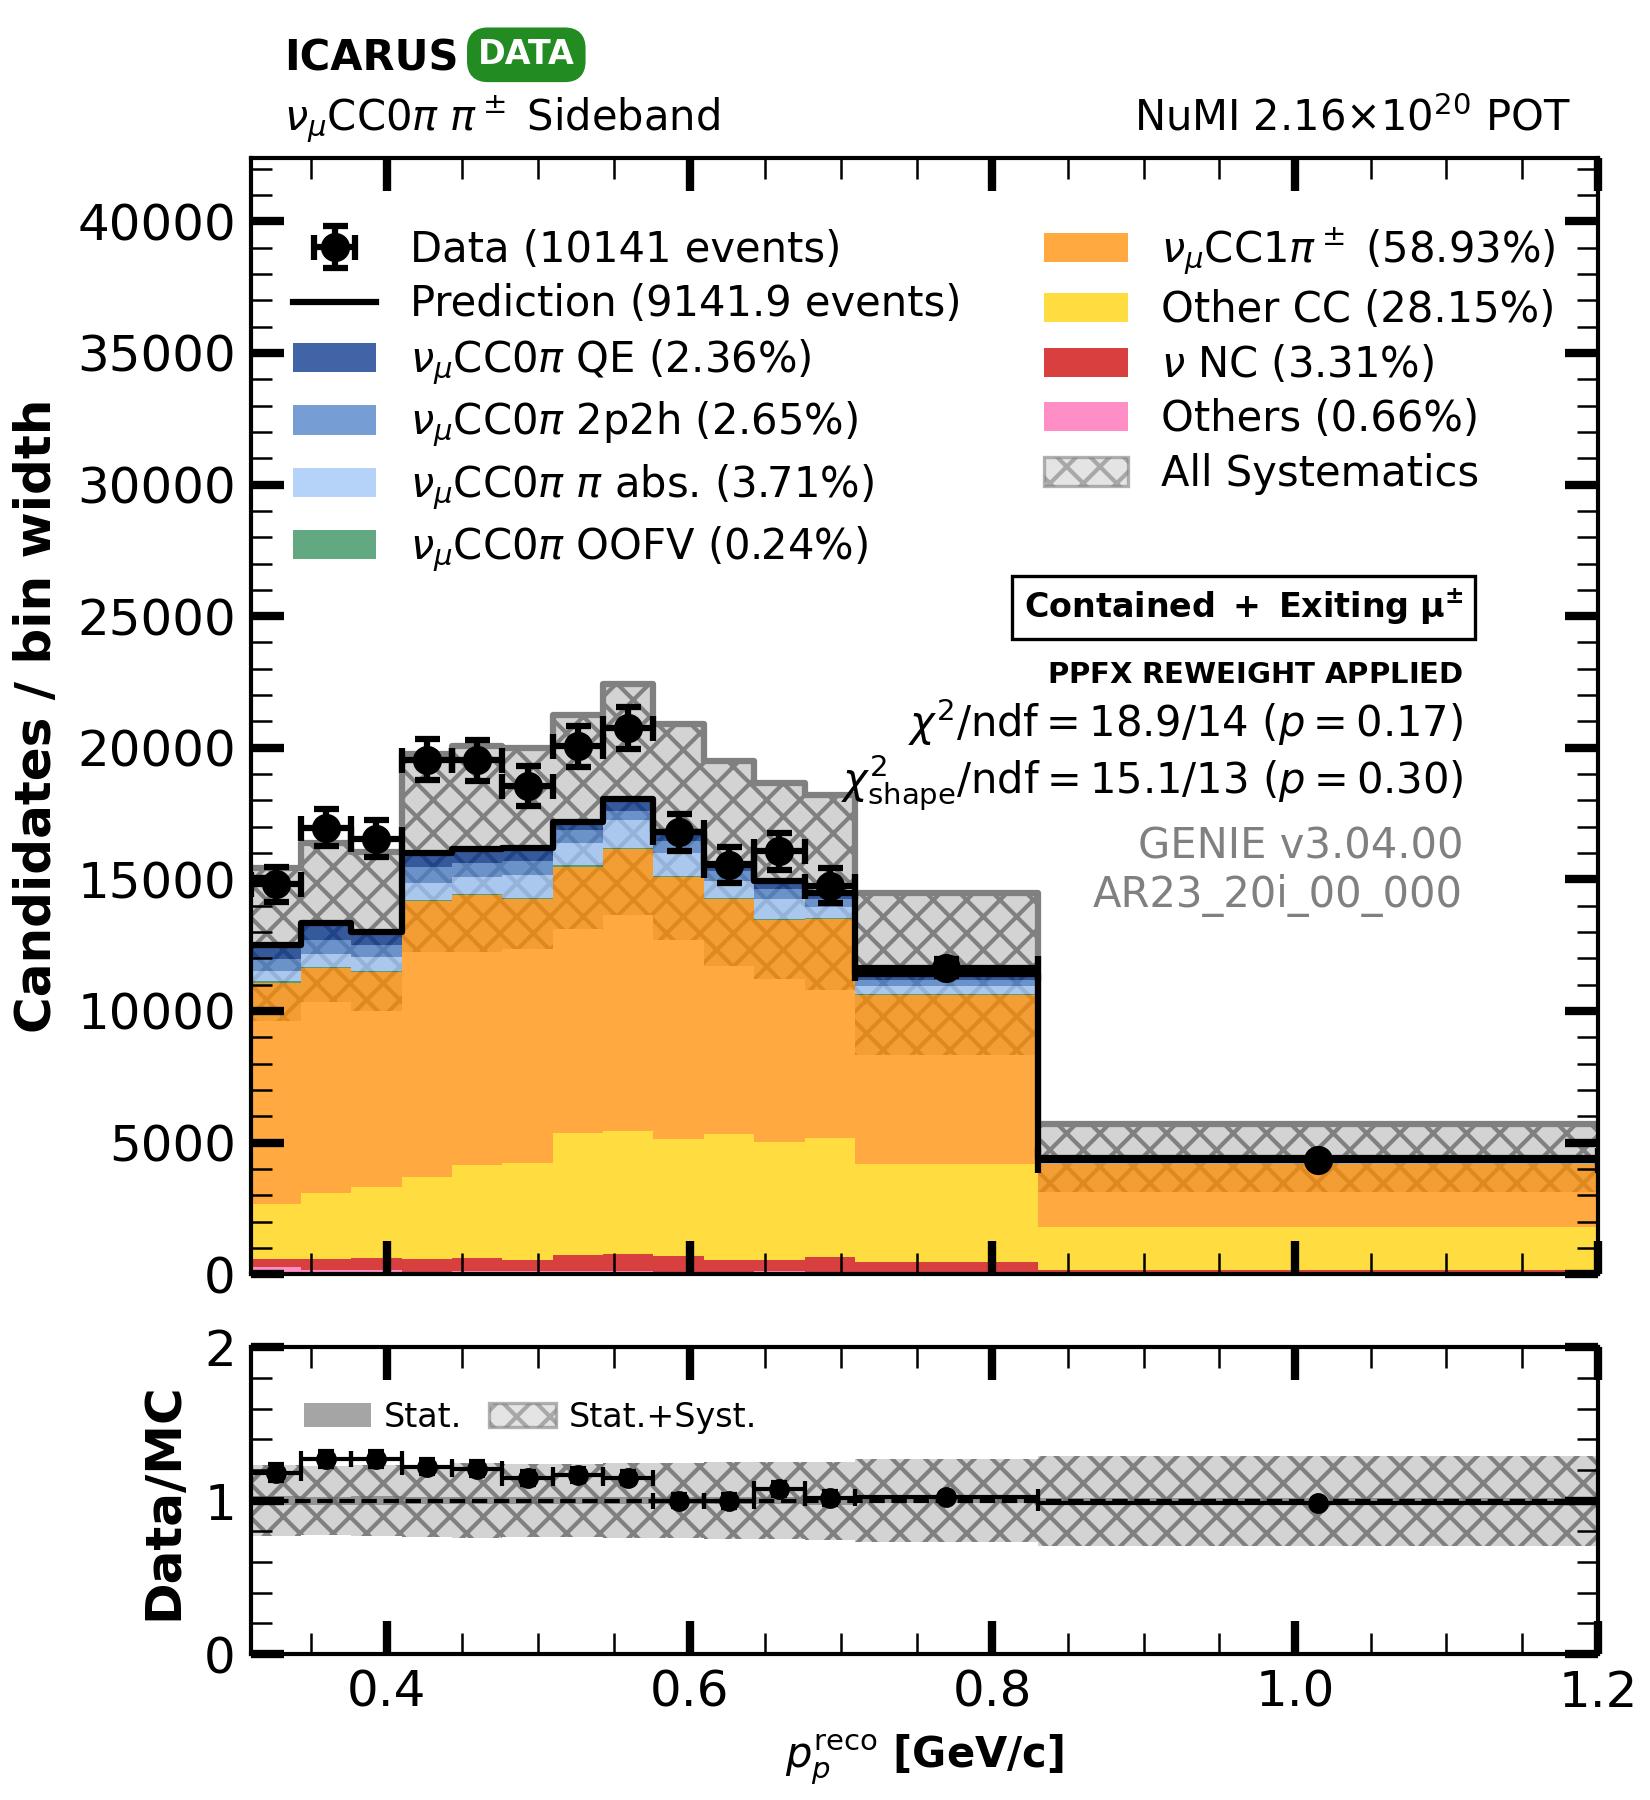 ICARUS DATA
νμCC0π π± Sideband
NuMI 2.16×10²⁰ POT
Candidates / bin width
40000
35000
30000
25000
20000
15000
10000
5000
0
Data (10141 events)
Prediction (9141.9 events)
νμCC0π QE (2.36%)
νμCC0π 2p2h (2.65%)
νμCC0π π abs. (3.71%)
νμCC0π OOFV (0.24%)
νμCC1π± (58.93%)
Other CC (28.15%)
ν NC (3.31%)
Others (0.66%)
All Systematics
Contained + Exiting μ±
PPFX REWEIGHT APPLIED
χ²/ndf = 18.9/14 (p = 0.17)
χ²shape/ndf = 15.1/13 (p = 0.30)
GENIE v3.04.00
AR23_20i_00_000
Data/MC
2
1
0
Stat. Stat.+Syst.
0.4 0.6 0.8 1.0 1.2
p_p^reco [GeV/c]